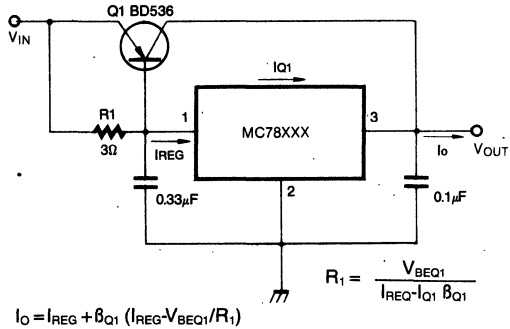 Q1 BD536
VIN
IQ1
R1
3Ω
1
MC78XXX
3
IREG
Io
VOUT
2
0.33μF
0.1μF
R1 = VBEQ1 / IREQ-IQ1 βQ1
IO=IREG+βQ1 (IREG-VBEQ1/R1)